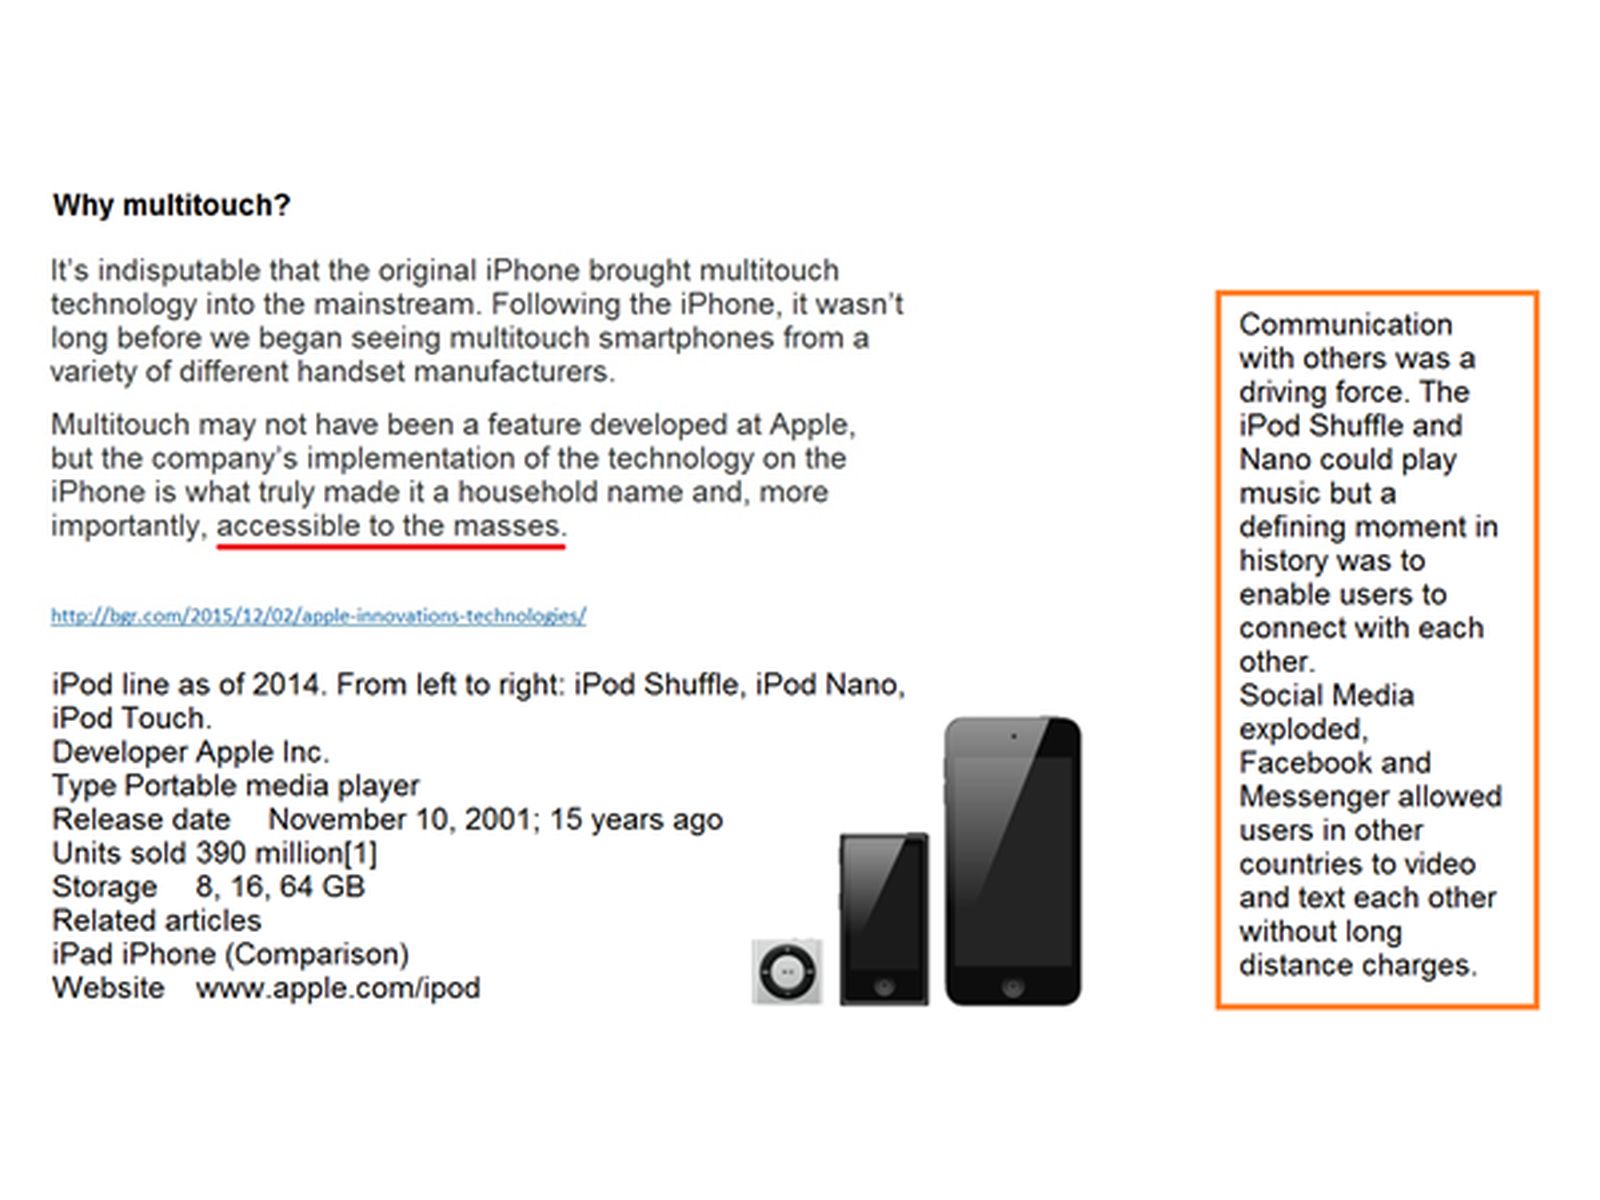 Why multitouch?
It's indisputable that the original iPhone brought multitouch
technology into the mainstream. Following the iPhone, it wasn't
long before we began seeing multitouch smartphones from a
variety of different handset manufacturers.
Multitouch may not have been a feature developed at Apple,
but the company's implementation of the technology on the
iPhone is what truly made it a household name and, more
importantly, accessible to the masses.
http://bgr.com/2015/12/02/apple-innovations-technologies/
iPod line as of 2014. From left to right: iPod Shuffle, iPod Nano,
iPod Touch.
Developer Apple Inc.
Type Portable media player
Release date November 10, 2001; 15 years ago
Units sold 390 million[1]
Storage 8, 16, 64 GB
Related articles
iPad iPhone (Comparison)
Website www.apple.com/ipod
Communication
with others was a
driving force. The
iPod Shuffle and
Nano could play
music but a
defining moment in
history was to
enable users to
connect with each
other.
Social Media
exploded,
Facebook and
Messenger allowed
users in other
countries to video
and text each other
without long
distance charges.